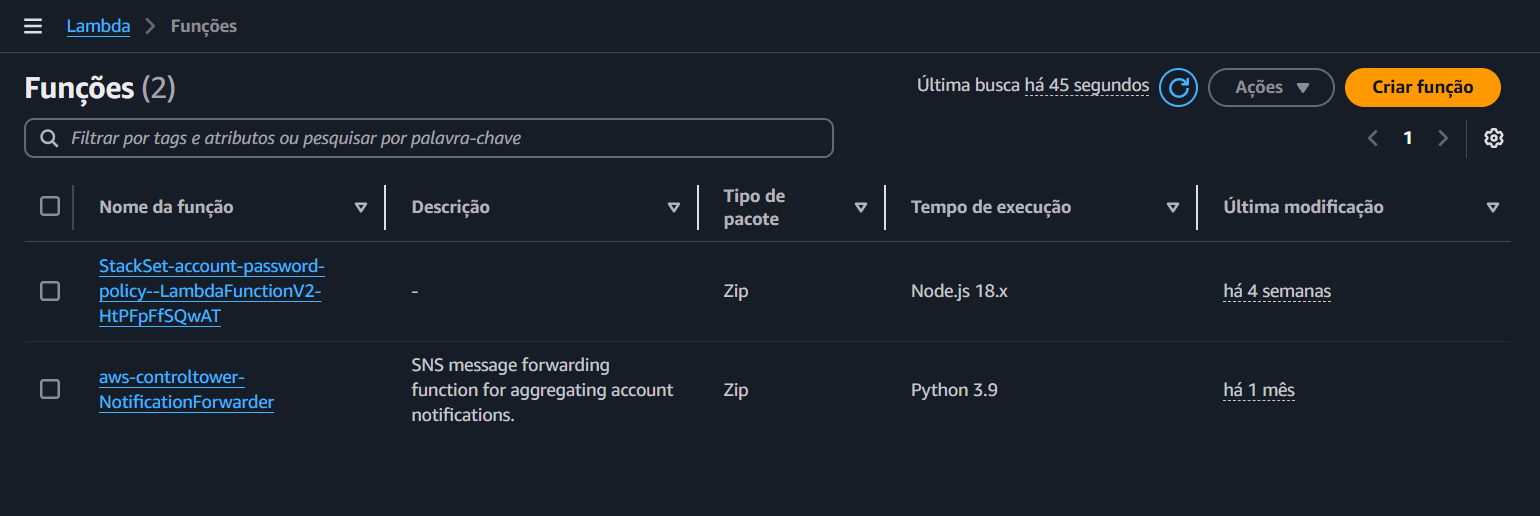 Lambda > Funções
Funções (2)
Última busca há 45 segundos
Ações
Criar função
Filtrar por tags e atributos ou pesquisar por palavra-chave
1
Nome da função
Descrição
Tipo de
pacote
Tempo de execução
Última modificação
StackSet-account-password-
policy--LambdaFunctionV2-
HtPFpFfSQwAT
-
Zip
Node.js 18.x
há 4 semanas
aws-controltower-
NotificationForwarder
SNS message forwarding
function for aggregating account
notifications.
Zip
Python 3.9
há 1 mês